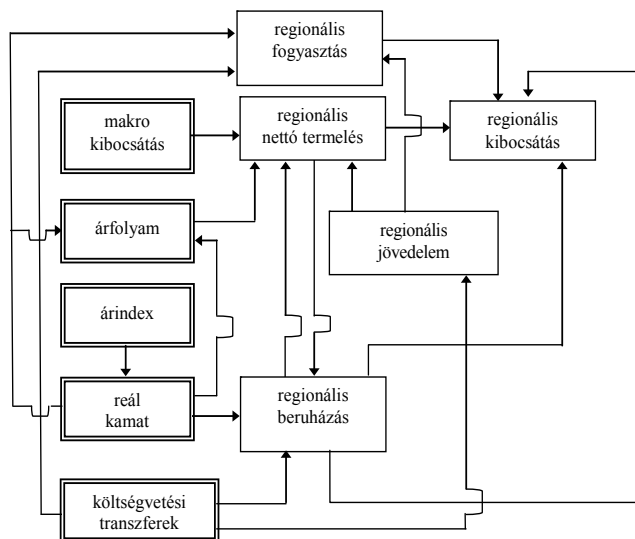 regionális
fogyasztás
makro
kibocsátás
regionális
nettó termelés
regionális
kibocsátás
árfolyam
regionális
jövedelem
árindex
reál
kamat
regionális
beruházás
költségvetési
transzferek